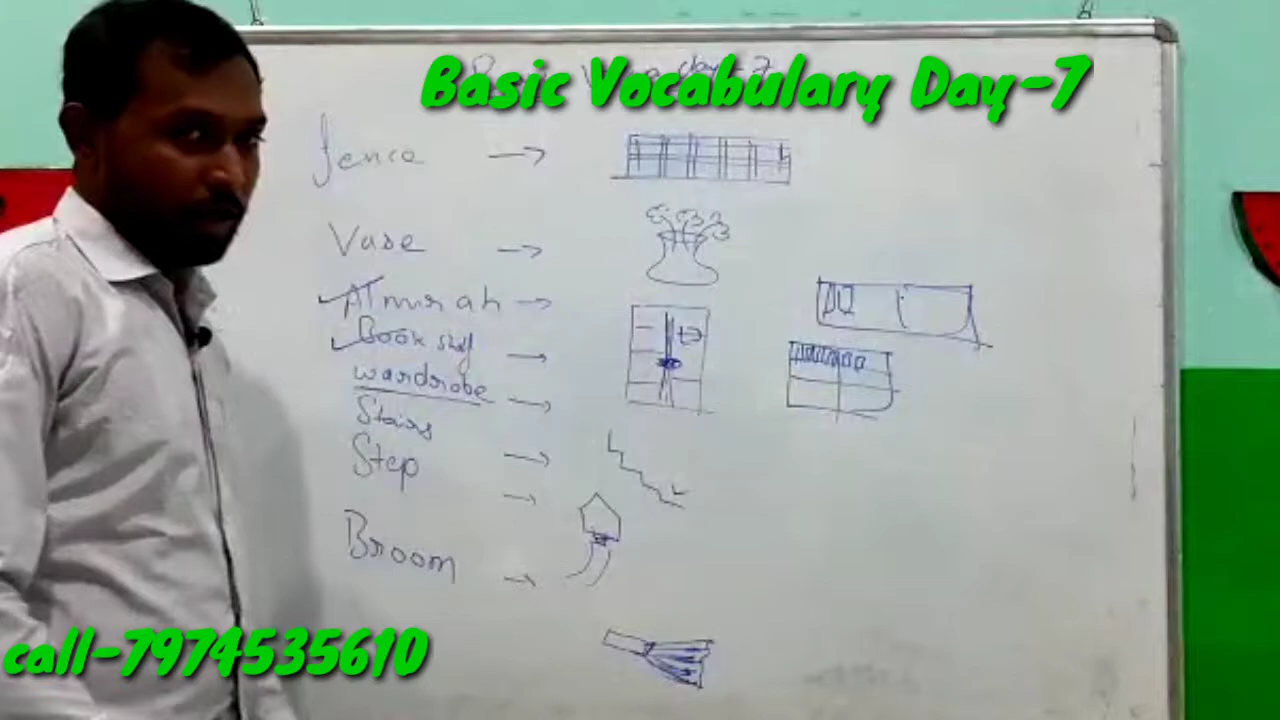 Basic Vocabulary Day-7
fence →
Vase →
Almirah →
Book shelf →
wardrobe →
Stairs →
Step →
Broom →
call-7974535610